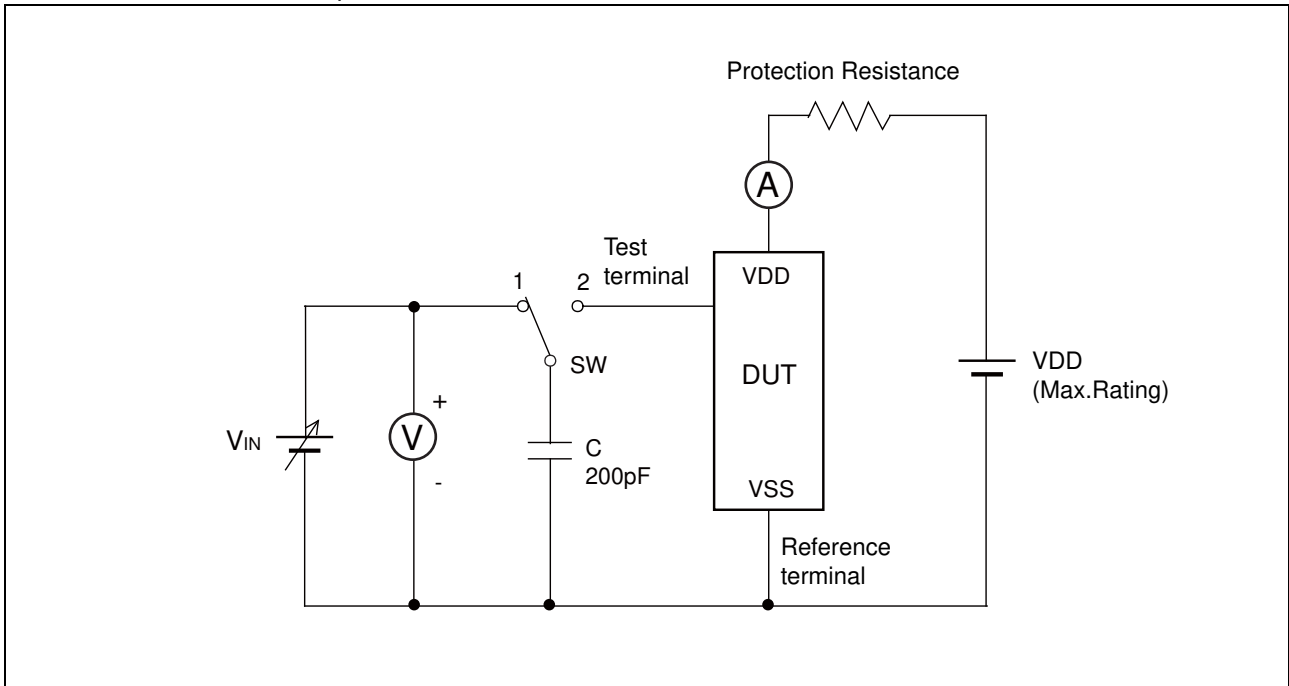 Protection Resistance
A
Test
terminal
1
2
VDD
SW
DUT
VDD
(Max.Rating)
VIN
+
V
-
C
200pF
VSS
Reference
terminal